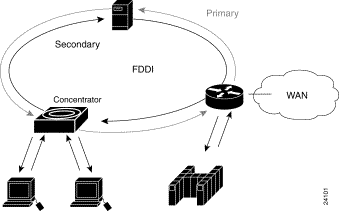 Primary
Secondary
FDDI
WAN
Concentrator
24101